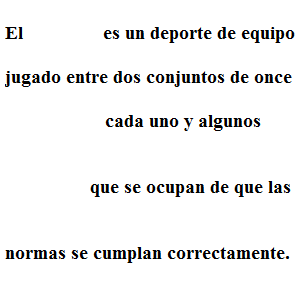 El es un deporte de equipo
jugado entre dos conjuntos de once
cada uno y algunos
que se ocupan de que las
normas se cumplan correctamente.